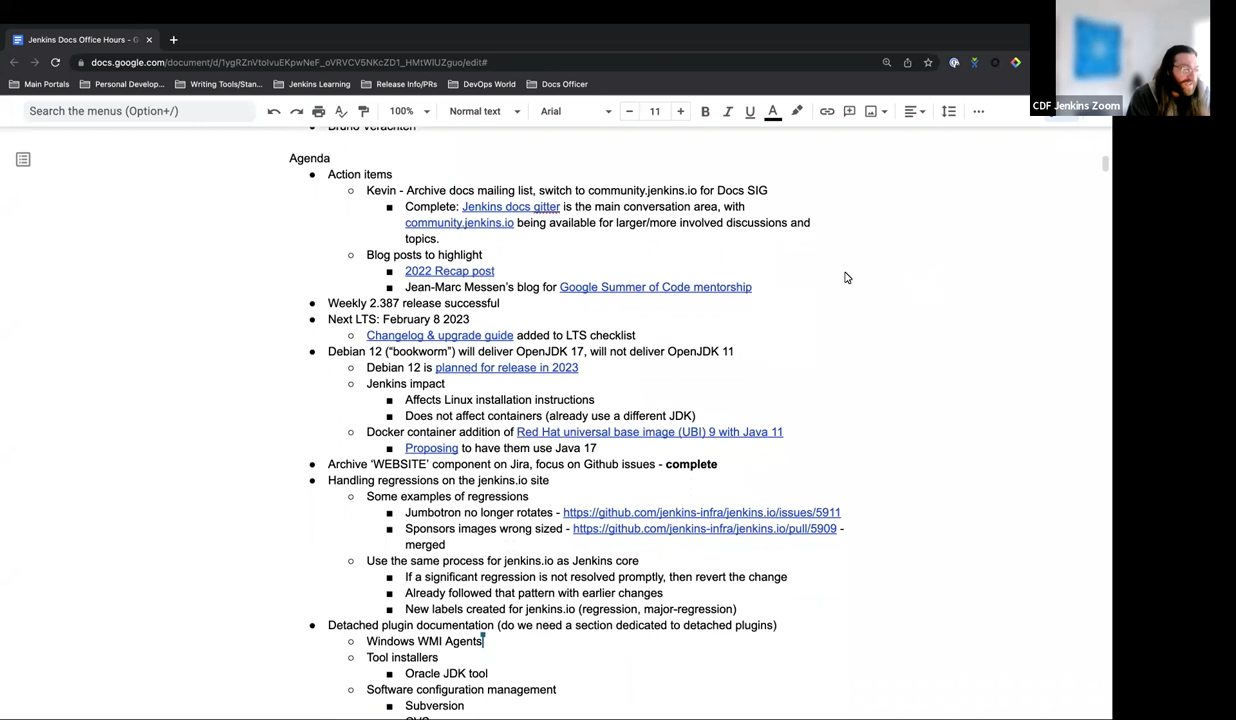 Jenkins Docs Office Hours - G
docs.google.com/document/d/1ygRZnVtolvuEKpwNeF_oVRVCV5NKcZD1_HMtWlUZguo/edit#
Main Portals
Personal Develop...
Writing Tools/Stan...
Jenkins Learning
Release Info/PRs
DevOps World
Docs Officer
CDF Jenkins Zoom
Search the menus (Option+/)
100%
Normal text
Arial
11
Bruno Verachten
Agenda
Action items
Kevin - Archive docs mailing list, switch to community.jenkins.io for Docs SIG
Complete: Jenkins docs gitter is the main conversation area, with
community.jenkins.io being available for larger/more involved discussions and
topics.
Blog posts to highlight
2022 Recap post
Jean-Marc Messen's blog for Google Summer of Code mentorship
Weekly 2.387 release successful
Next LTS: February 8 2023
Changelog & upgrade guide added to LTS checklist
Debian 12 ("bookworm") will deliver OpenJDK 17, will not deliver OpenJDK 11
Debian 12 is planned for release in 2023
Jenkins impact
Affects Linux installation instructions
Does not affect containers (already use a different JDK)
Docker container addition of Red Hat universal base image (UBI) 9 with Java 11
Proposing to have them use Java 17
Archive 'WEBSITE' component on Jira, focus on Github issues - complete
Handling regressions on the jenkins.io site
Some examples of regressions
Jumbotron no longer rotates - https://github.com/jenkins-infra/jenkins.io/issues/5911
Sponsors images wrong sized - https://github.com/jenkins-infra/jenkins.io/pull/5909 -
merged
Use the same process for jenkins.io as Jenkins core
If a significant regression is not resolved promptly, then revert the change
Already followed that pattern with earlier changes
New labels created for jenkins.io (regression, major-regression)
Detached plugin documentation (do we need a section dedicated to detached plugins)
Windows WMI Agents
Tool installers
Oracle JDK tool
Software configuration management
Subversion